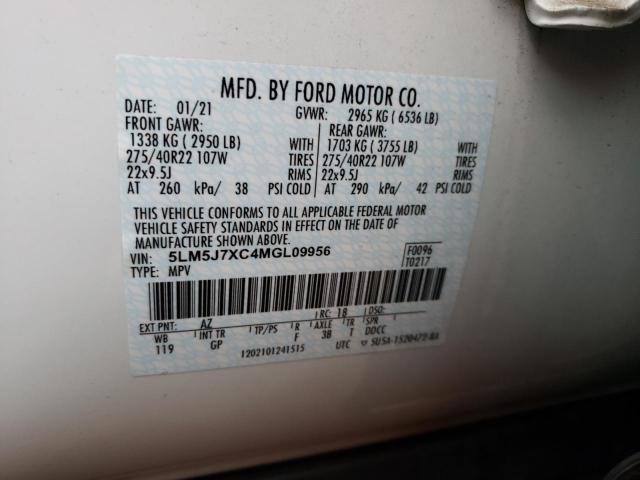 MFD. BY FORD MOTOR CO.
DATE: 01/21 GVWR: 2965 KG ( 6536 LB)
FRONT GAWR: REAR GAWR:
1338 KG ( 2950 LB) WITH 1703 KG ( 3755 LB) WITH
275/40R22 107W TIRES 275/40R22 107W TIRES
22x9.5J RIMS 22x9.5J RIMS
AT 260 kPa/ 38 PSI COLD AT 290 kPa/ 42 PSI COLD
THIS VEHICLE CONFORMS TO ALL APPLICABLE FEDERAL MOTOR
VEHICLE SAFETY STANDARDS IN EFFECT ON THE DATE OF
MANUFACTURE SHOWN ABOVE.
VIN: 5LM5J7XC4MGL09956 F0096
TYPE: MPV T0217
EXT PNT: AZ RC: 18 DSO:
WB INT TR TP/PS R AXLE TR SPR
119 GP F 3B T DDCC
1202101241515 UTC